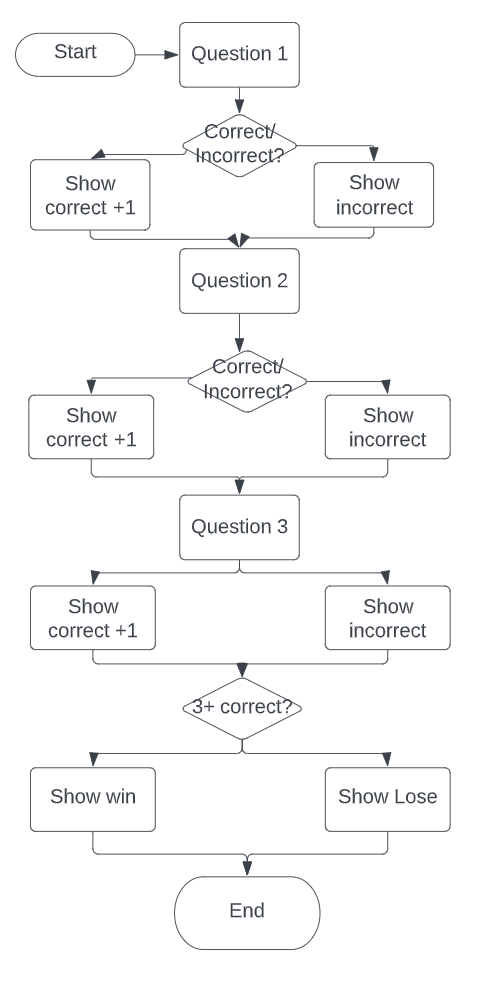 Start
Question 1
Correct/
Incorrect?
Show
correct +1
Show
incorrect
Question 2
Correct/
Incorrect?
Show
correct +1
Show
incorrect
Question 3
Show
correct +1
Show
incorrect
3+ correct?
Show win
Show Lose
End